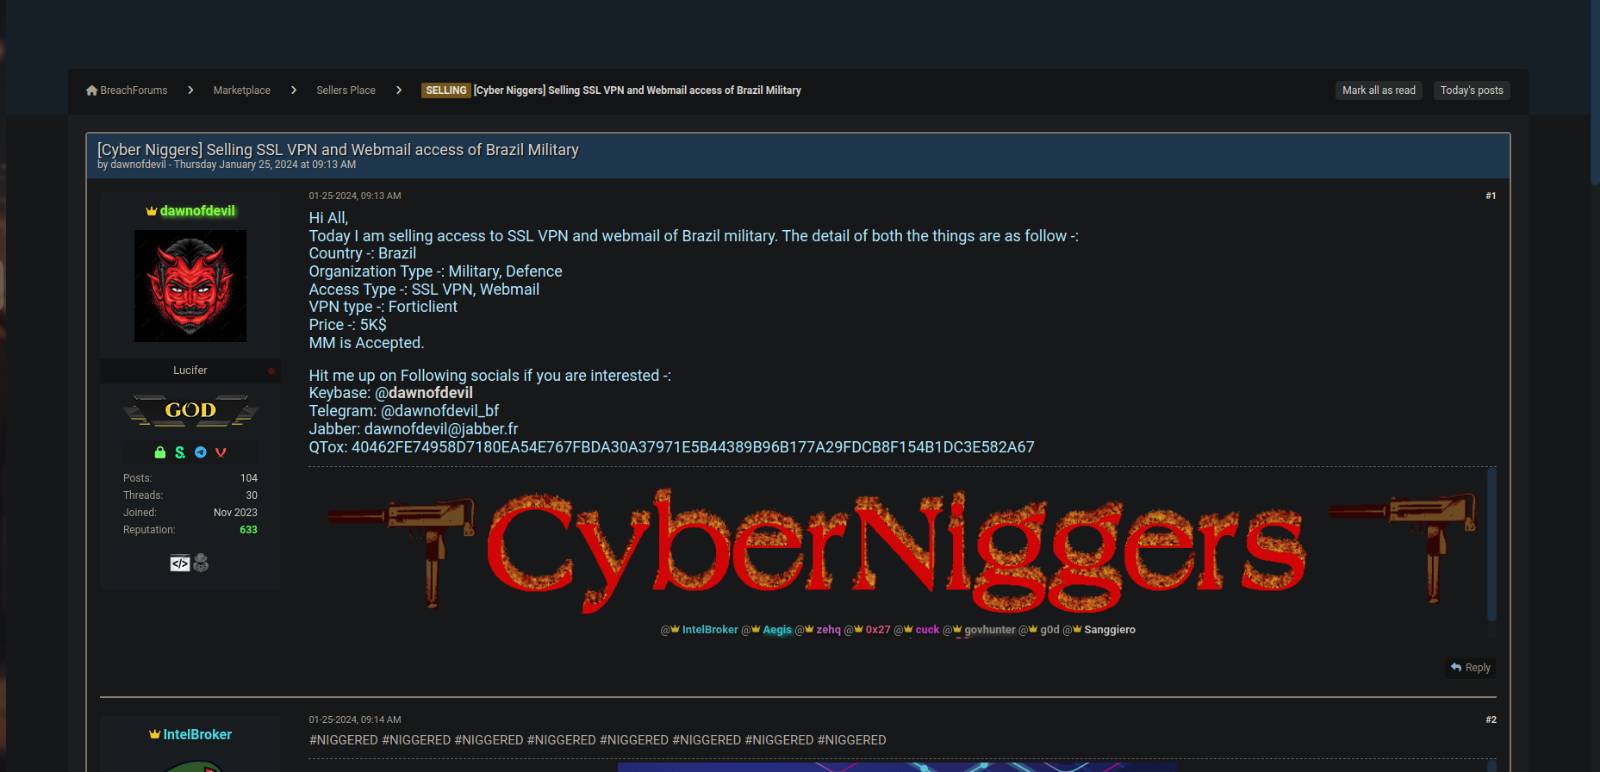 BreachForums > Marketplace > Sellers Place > SELLING [Cyber Niggers] Selling SSL VPN and Webmail access of Brazil Military Mark all as read Today's posts
[Cyber Niggers] Selling SSL VPN and Webmail access of Brazil Military
by dawnofdevil - Thursday January 25, 2024 at 09:13 AM
dawnofdevil
Lucifer
GOD
Posts: 104
Threads: 30
Joined: Nov 2023
Reputation: 633
01-25-2024, 09:13 AM #1
Hi All,
Today I am selling access to SSL VPN and webmail of Brazil military. The detail of both the things are as follow -:
Country -: Brazil
Organization Type -: Military, Defence
Access Type -: SSL VPN, Webmail
VPN type -: Forticlient
Price -: 5K$
MM is Accepted.
Hit me up on Following socials if you are interested -:
Keybase: @dawnofdevil
Telegram: @dawnofdevil_bf
Jabber: dawnofdevil@jabber.fr
QTox: 40462FE74958D7180EA54E767FBDA30A37971E5B44389B96B177A29FDCB8F154B1DC3E582A67
CyberNiggers
@IntelBroker @Aegis @zehq @0x27 @cuck @govhunter @g0d @Sanggiero
Reply
IntelBroker
01-25-2024, 09:14 AM #2
#NIGGERED #NIGGERED #NIGGERED #NIGGERED #NIGGERED #NIGGERED #NIGGERED #NIGGERED